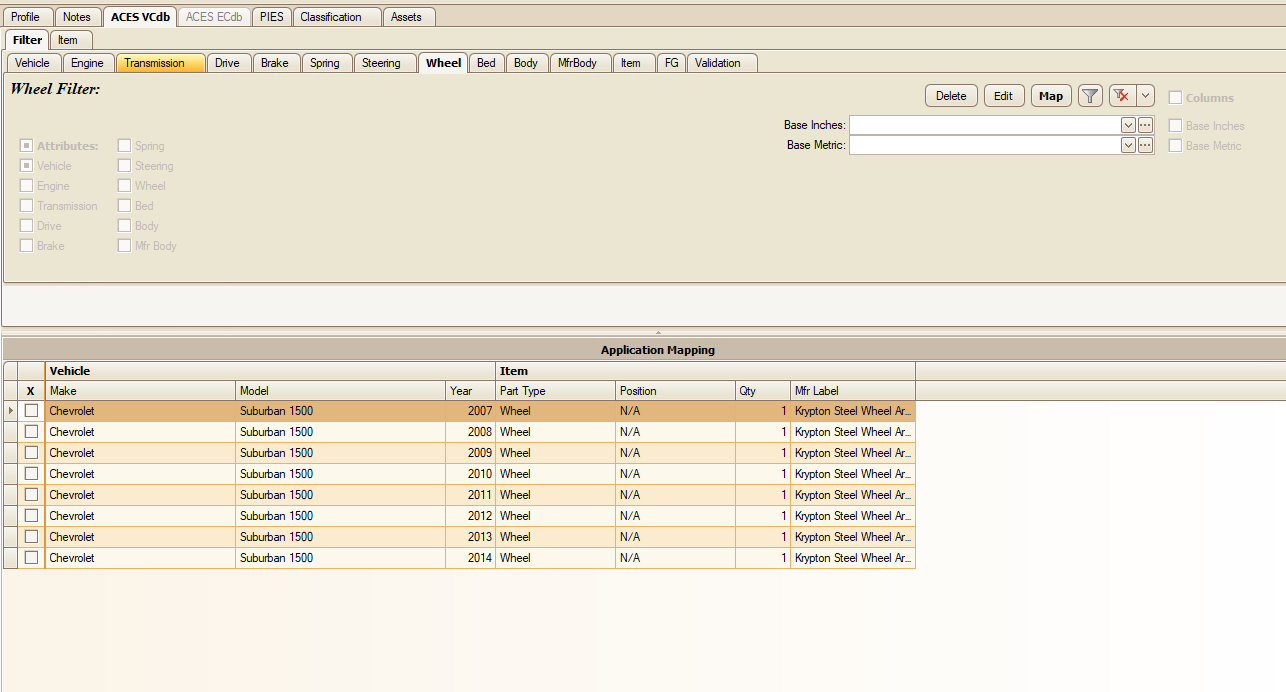 Profile Notes ACES VCdb ACES ECdb PIES Classification Assets
Filter Item
Vehicle Engine Transmission Drive Brake Spring Steering Wheel Bed Body MfrBody Item FG Validation
Wheel Filter:
Delete Edit Map Columns
Base Inches: Base Inches
Base Metric: Base Metric
Attributes: Spring
Vehicle Steering
Engine Wheel
Transmission Bed
Drive Body
Brake Mfr Body
Application Mapping
Vehicle Item
X Make Model Year Part Type Position Qty Mfr Label
Chevrolet Suburban 1500 2007 Wheel N/A 1 Krypton Steel Wheel Ar...
Chevrolet Suburban 1500 2008 Wheel N/A 1 Krypton Steel Wheel Ar...
Chevrolet Suburban 1500 2009 Wheel N/A 1 Krypton Steel Wheel Ar...
Chevrolet Suburban 1500 2010 Wheel N/A 1 Krypton Steel Wheel Ar...
Chevrolet Suburban 1500 2011 Wheel N/A 1 Krypton Steel Wheel Ar...
Chevrolet Suburban 1500 2012 Wheel N/A 1 Krypton Steel Wheel Ar...
Chevrolet Suburban 1500 2013 Wheel N/A 1 Krypton Steel Wheel Ar...
Chevrolet Suburban 1500 2014 Wheel N/A 1 Krypton Steel Wheel Ar...